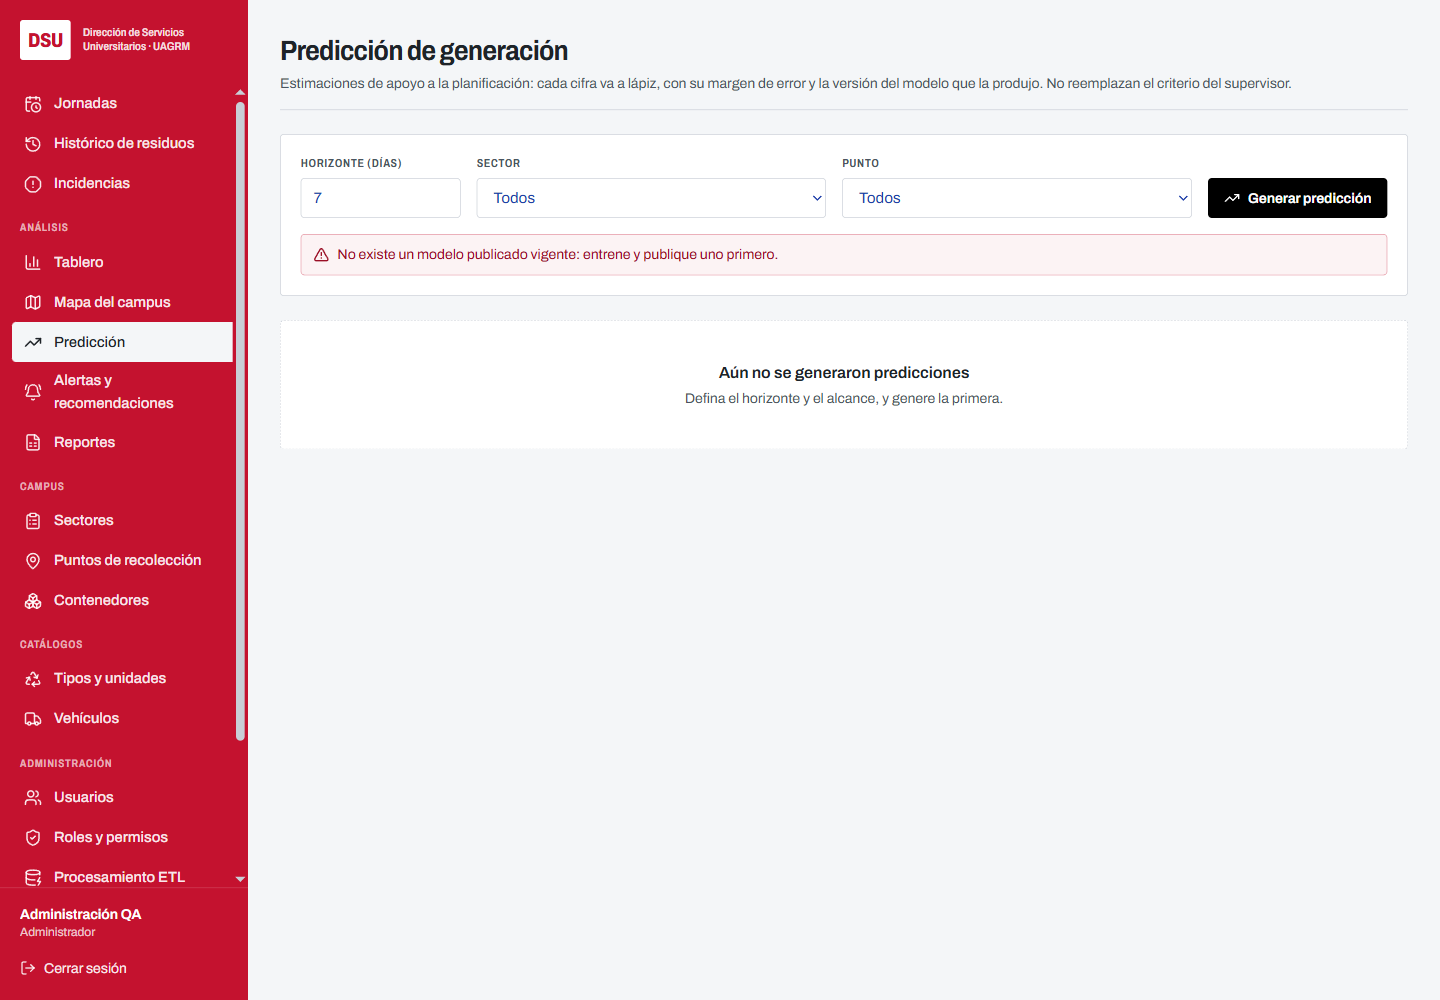 DSU
Dirección de Servicios
Universitarios · UAGRM
Jornadas
Histórico de residuos
Incidencias
ANÁLISIS
Tablero
Mapa del campus
Predicción
Alertas y
recomendaciones
Reportes
CAMPUS
Sectores
Puntos de recolección
Contenedores
CATÁLOGOS
Tipos y unidades
Vehículos
ADMINISTRACIÓN
Usuarios
Roles y permisos
Procesamiento ETL
Administración QA
Administrador
Cerrar sesión
Predicción de generación
Estimaciones de apoyo a la planificación: cada cifra va a lápiz, con su margen de error y la versión del modelo que la produjo. No reemplazan el criterio del supervisor.
HORIZONTE (DÍAS)
SECTOR
PUNTO
7
Todos
Todos
Generar predicción
No existe un modelo publicado vigente: entrene y publique uno primero.
Aún no se generaron predicciones
Defina el horizonte y el alcance, y genere la primera.